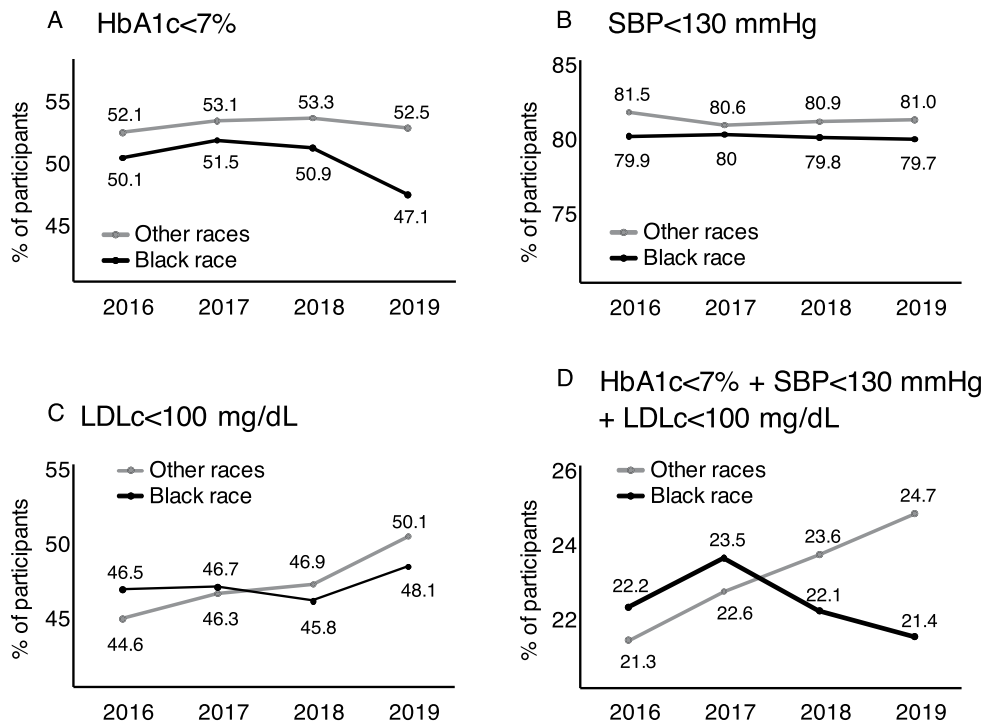 A HbA1c<7%
% of participants
55
50
45
52.1
53.1
53.3
52.5
50.1
51.5
50.9
47.1
Other races
Black race
2016 2017 2018 2019
B SBP<130 mmHg
% of participants
85
80
75
81.5
80.6
80.9
81.0
79.9
80
79.8
79.7
Other races
Black race
2016 2017 2018 2019
C LDLc<100 mg/dL
% of participants
55
50
45
Other races
Black race
46.5
46.7
46.9
50.1
44.6
46.3
45.8
48.1
2016 2017 2018 2019
D HbA1c<7% + SBP<130 mmHg
+ LDLc<100 mg/dL
% of participants
26
24
22
Other races
Black race
22.2
23.5
23.6
24.7
21.3
22.6
22.1
21.4
2016 2017 2018 2019